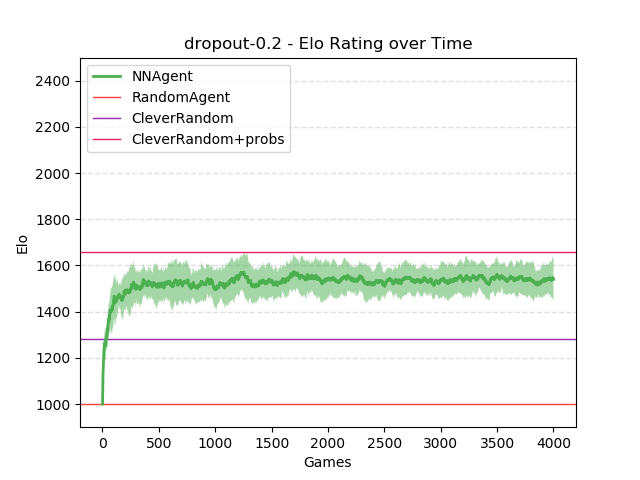 dropout-0.2 - Elo Rating over Time
NNAgent
RandomAgent
CleverRandom
CleverRandom+probs
2400
2200
2000
1800
1600
1400
1200
1000
Elo
0 500 1000 1500 2000 2500 3000 3500 4000
Games